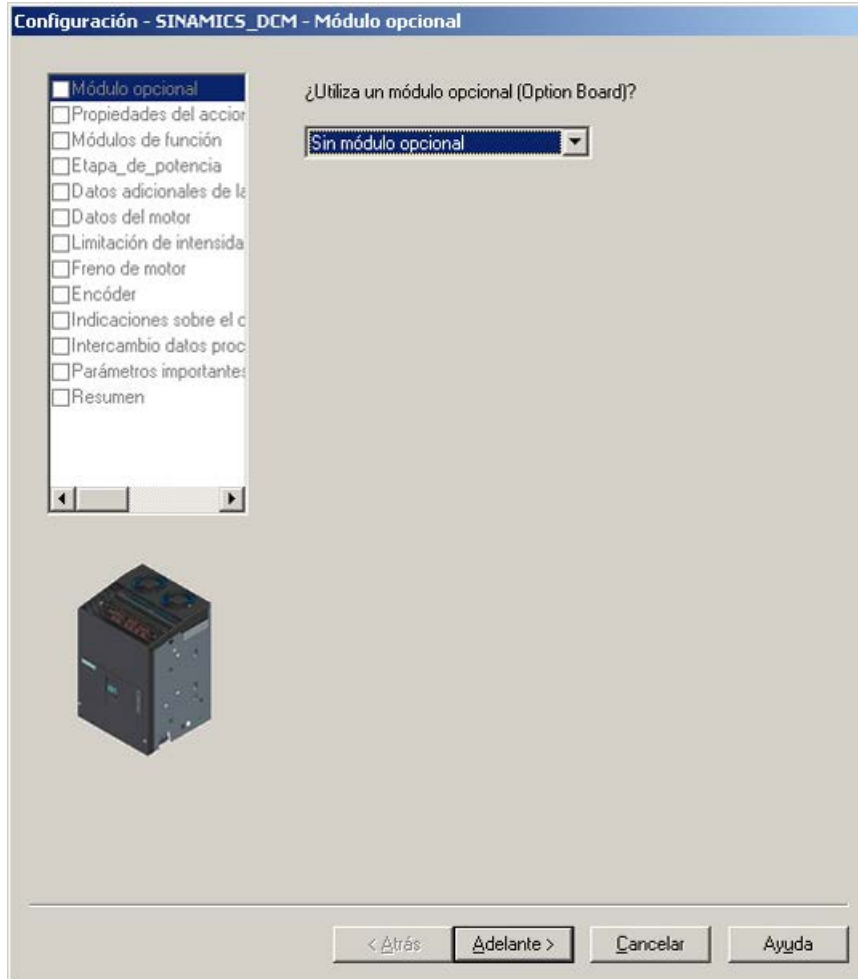 Configuración - SINAMICS_DCM - Módulo opcional
Módulo opcional
Propiedades del accior
Módulos de función
Etapa_de_potencia
Datos adicionales de la
Datos del motor
Limitación de intensida
Freno de motor
Encóder
Indicaciones sobre el c
Intercambio datos proc
Parámetros importantes
Resumen
¿Utiliza un módulo opcional (Option Board)?
Sin módulo opcional
< Atrás
Adelante >
Cancelar
Ayuda